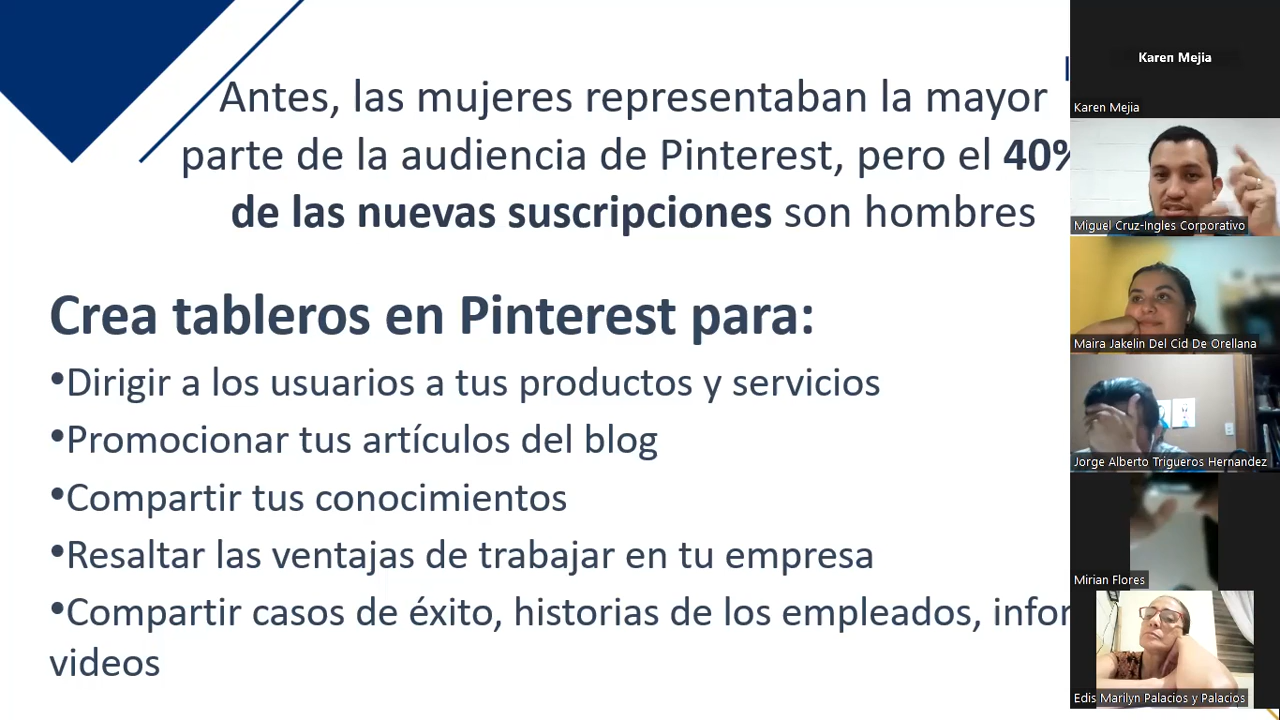 Antes, las mujeres representaban la mayor
parte de la audiencia de Pinterest, pero el 40%
de las nuevas suscripciones son hombres
Crea tableros en Pinterest para:
•Dirigir a los usuarios a tus productos y servicios
•Promocionar tus artículos del blog
•Compartir tus conocimientos
•Resaltar las ventajas de trabajar en tu empresa
•Compartir casos de éxito, historias de los empleados,
videos
Karen Mejia
Karen Mejia
Miguel Cruz-Ingles Corporativo
Maira Jakelin Del Cid De Orellana
Jorge Alberto Trigueros Hernandez
Mirian Flores
Edis Marilyn Palacios y Palacios